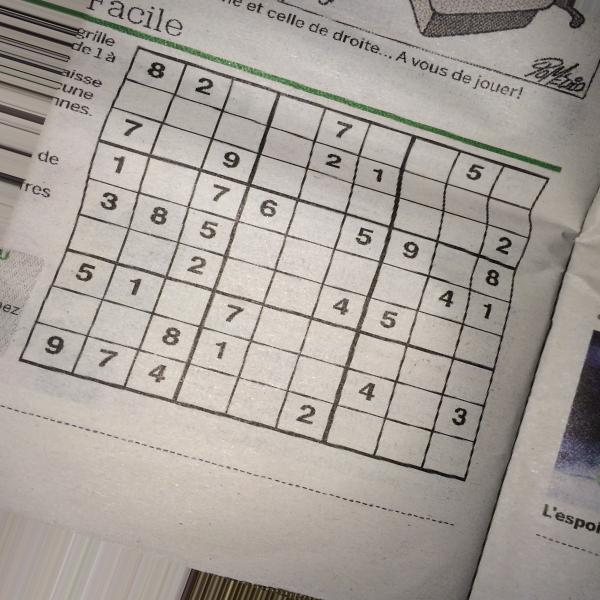 ne et celle de droite... A vous de jouer!
Facile
grille
de 1 à
aisse
une
nnes.
de
res
8 2 7 5
2 1
7 9 2
1 7 6 5 9 8
3 8 5 4 1
2 4 5
5 1 7
8 1 4 3
9 7 4 2
L'espoi